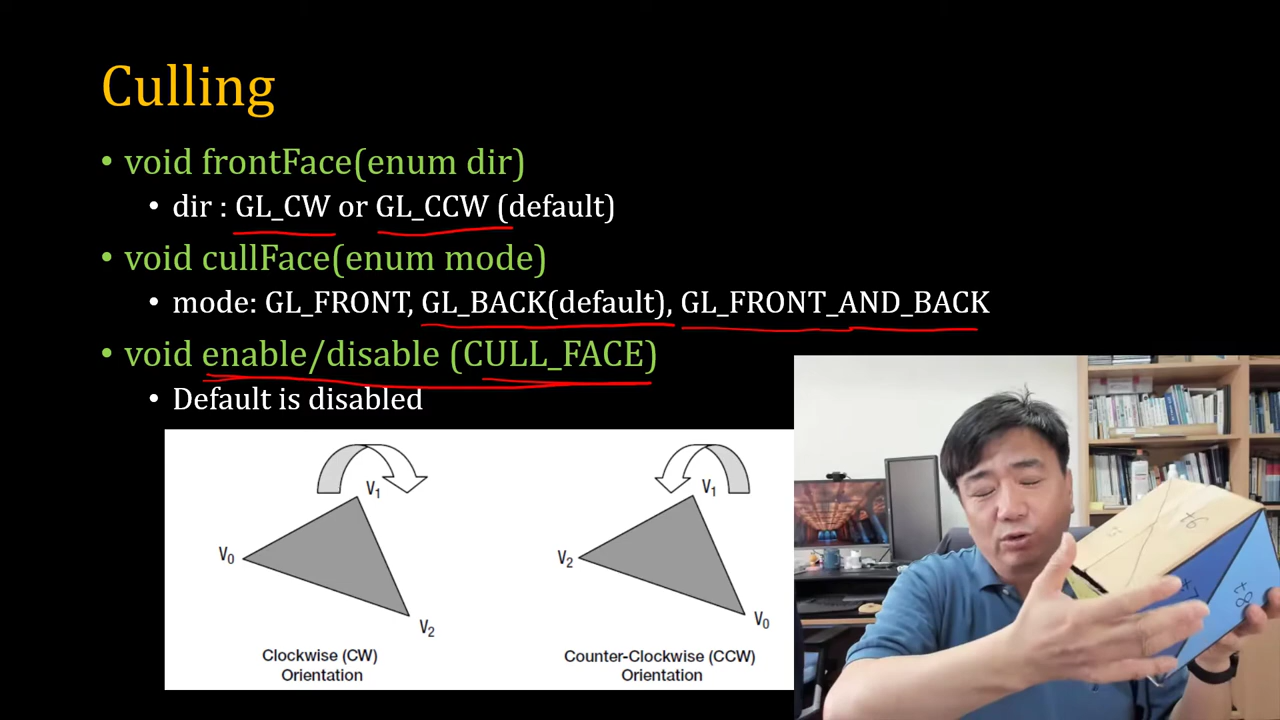 Culling
• void frontFace(enum dir)
• dir : GL_CW or GL_CCW (default)
• void cullFace(enum mode)
• mode: GL_FRONT, GL_BACK(default), GL_FRONT_AND_BACK
• void enable/disable (CULL_FACE)
• Default is disabled
V1
V0
V2
Clockwise (CW)
Orientation
V1
V2
V0
Counter-Clockwise (CCW)
Orientation